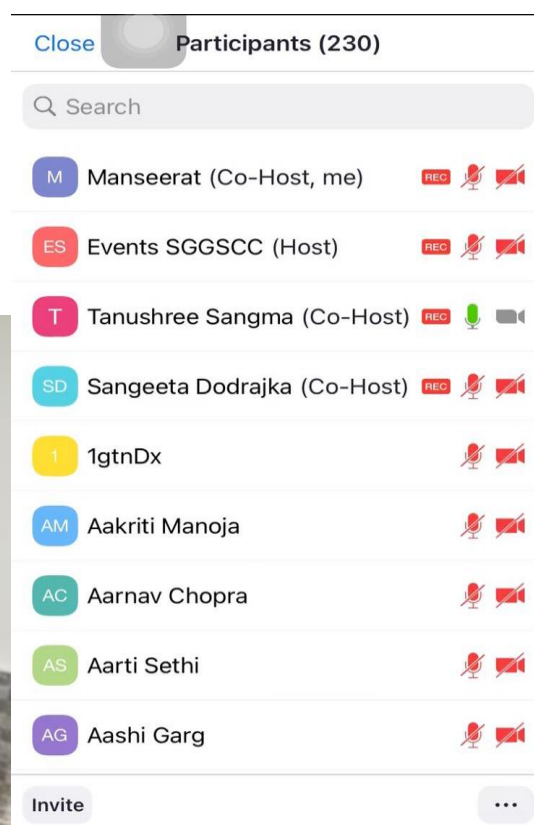 Close Participants (230)
Search
M Manseerat (Co-Host, me) REC
ES Events SGGSCC (Host) REC
T Tanushree Sangma (Co-Host) REC
SD Sangeeta Dodrajka (Co-Host) REC
1 1gtnDx
AM Aakriti Manoja
AC Aarnav Chopra
AS Aarti Sethi
AG Aashi Garg
Invite ...